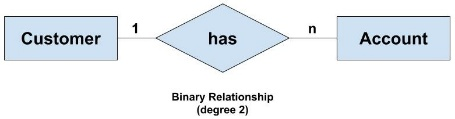 Customer 1 has n Account
Binary Relationship
(degree 2)